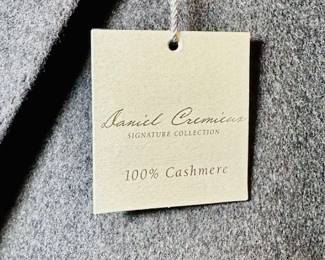 Daniel Cremieux
SIGNATURE COLLECTION
100% Cashmere